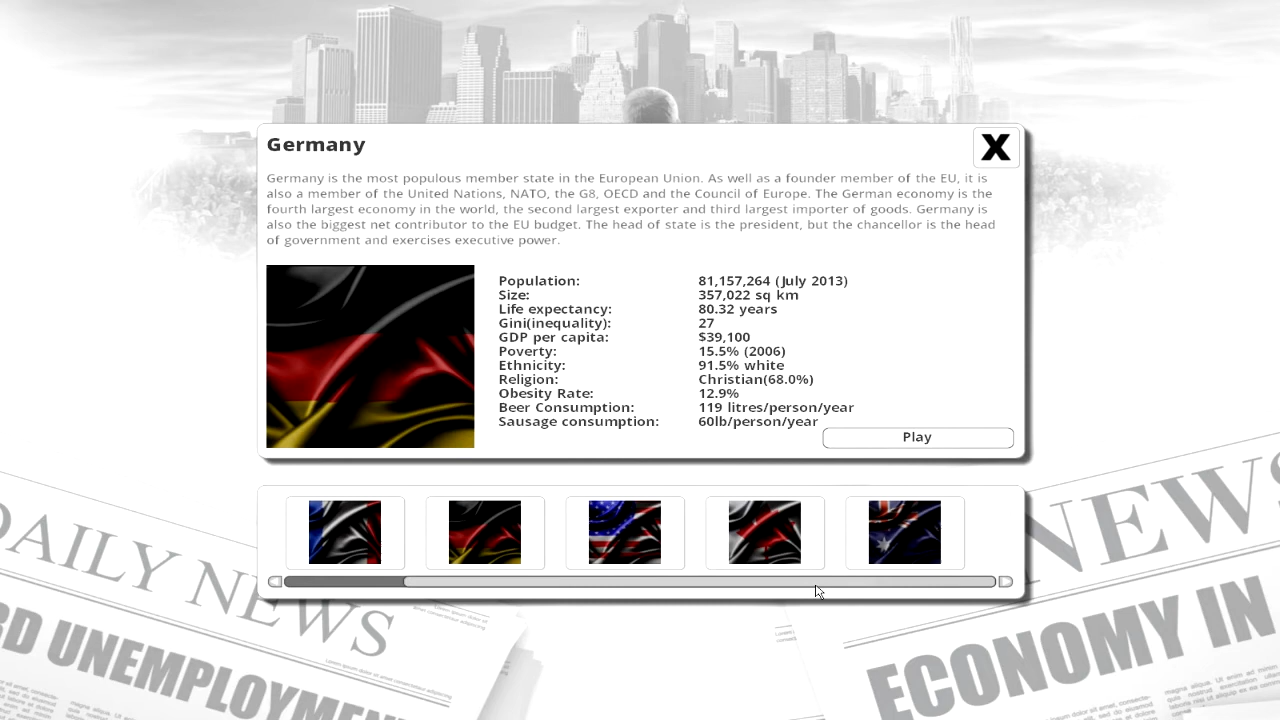 Germany
X
Germany is the most populous member state in the European Union. As well as a founder member of the EU, it is
also a member of the United Nations, NATO, the G8, OECD and the Council of Europe. The German economy is the
fourth largest economy in the world, the second largest exporter and third largest importer of goods. Germany is
also the biggest net contributor to the EU budget. The head of state is the president, but the chancellor is the head
of government and exercises executive power.
Population: 81,157,264 (July 2013)
Size: 357,022 sq km
Life expectancy: 80.32 years
Gini(inequality): 27
GDP per capita: $39,100
Poverty: 15.5% (2006)
Ethnicity: 91.5% white
Religion: Christian(68.0%)
Obesity Rate: 12.9%
Beer Consumption: 119 litres/person/year
Sausage consumption: 60lb/person/year
Play
DAILY NEWS
NEWS
UNEMPLOYMEN
ECONOMY IN